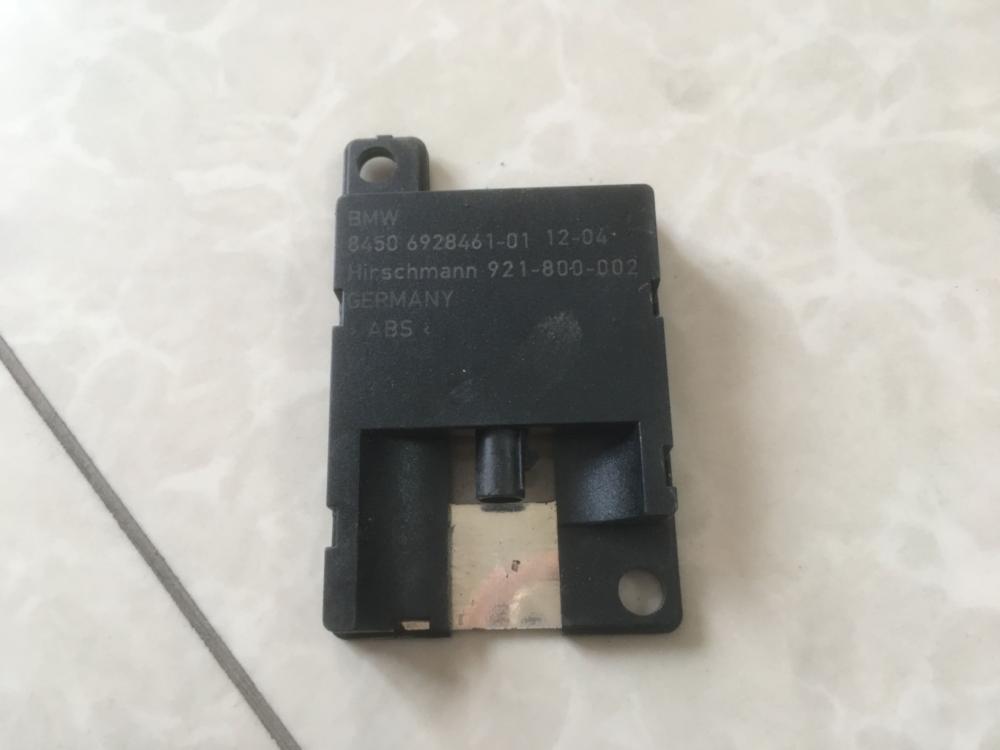 BMW
8450 6928461-01 12-04
Hirschmann 921-800-002
GERMANY
> ABS <